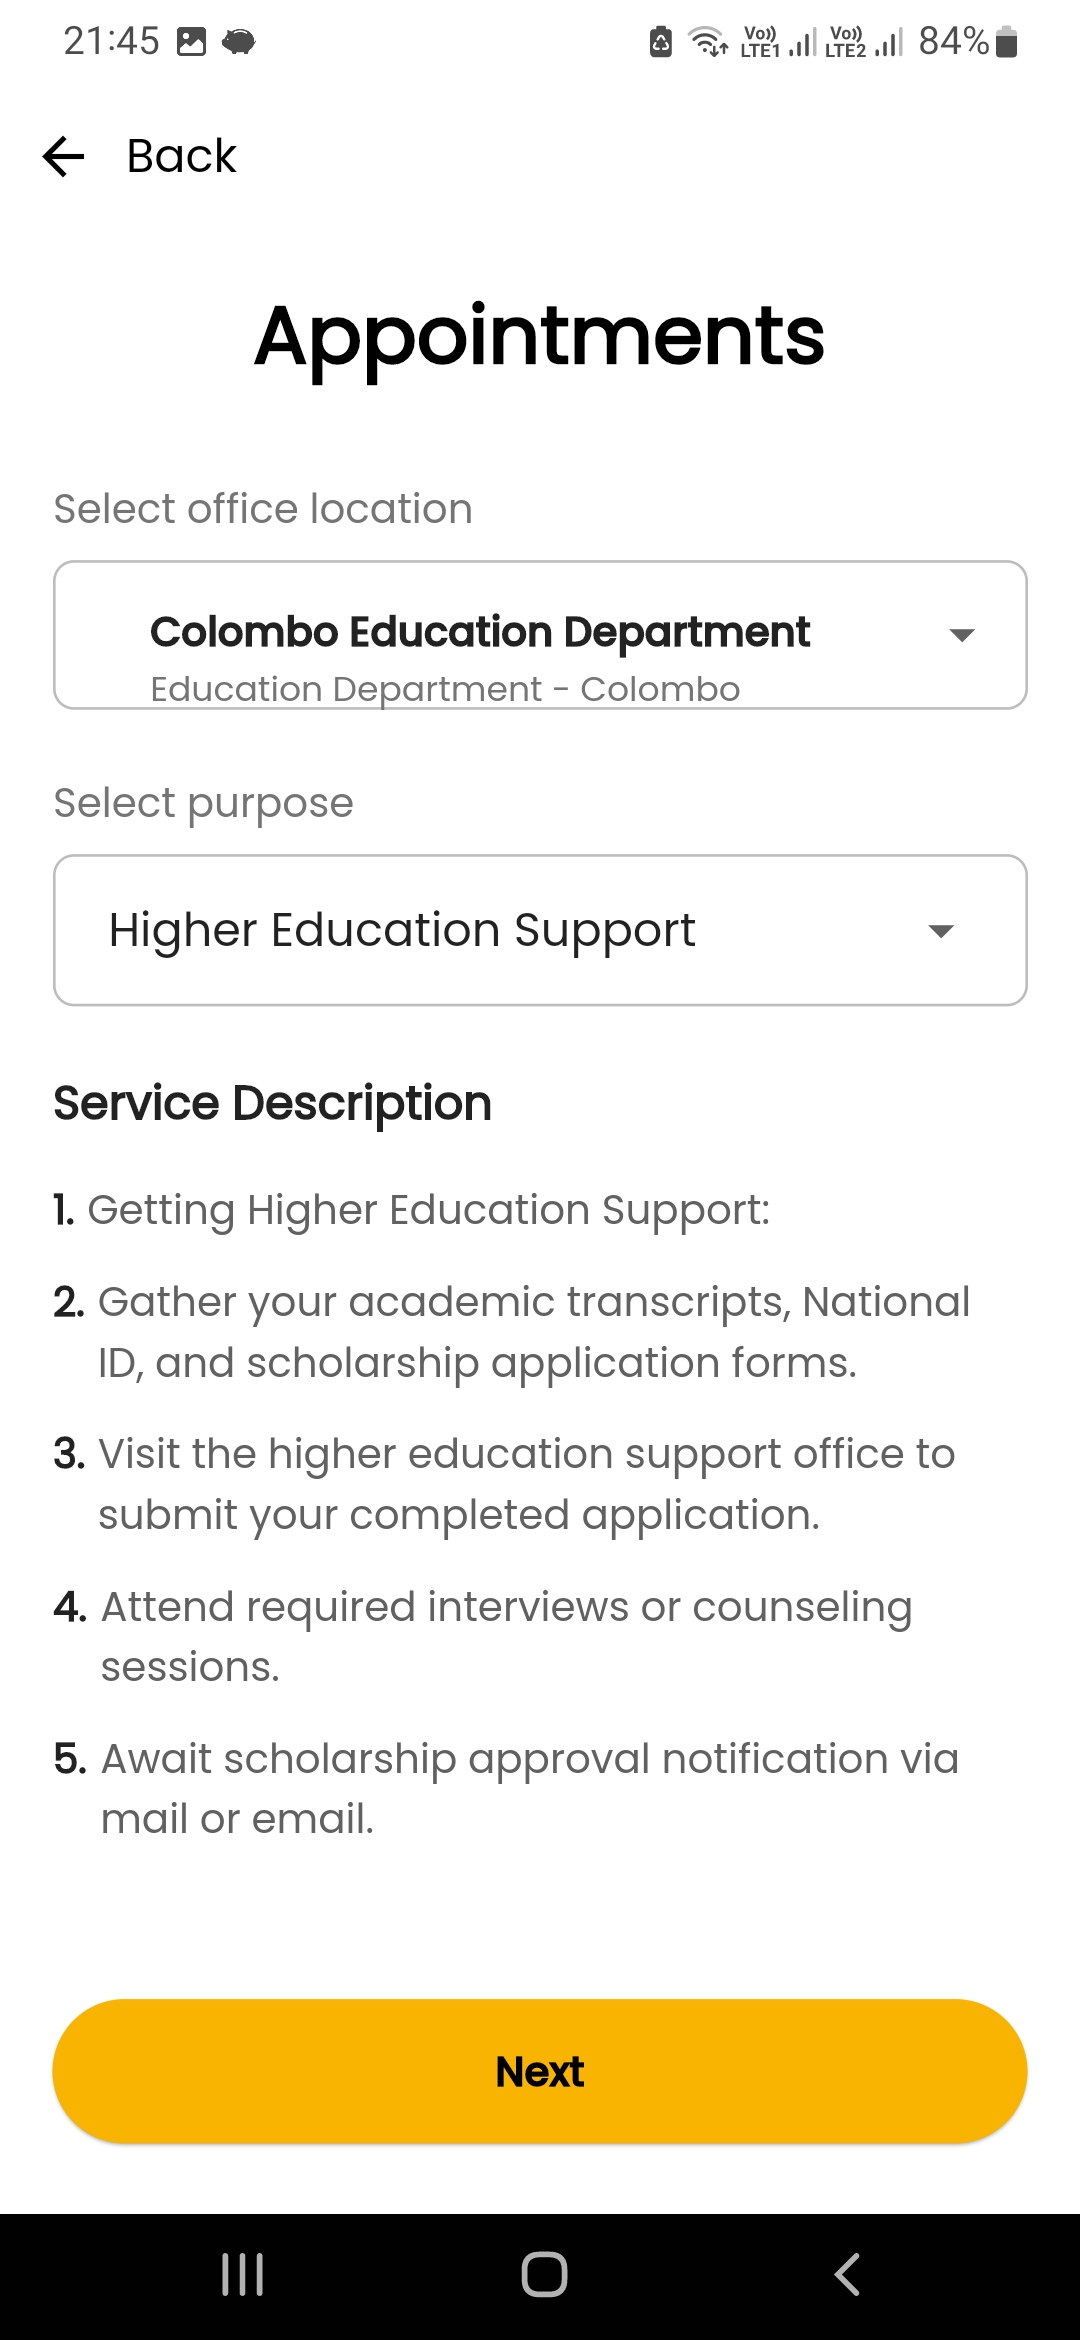 21:45
Vo)) LTE1 Vo)) LTE2 84%
Back
Appointments
Select office location
Colombo Education Department
Education Department - Colombo
Select purpose
Higher Education Support
Service Description
1. Getting Higher Education Support:
2. Gather your academic transcripts, National
ID, and scholarship application forms.
3. Visit the higher education support office to
submit your completed application.
4. Attend required interviews or counseling
sessions.
5. Await scholarship approval notification via
mail or email.
Next